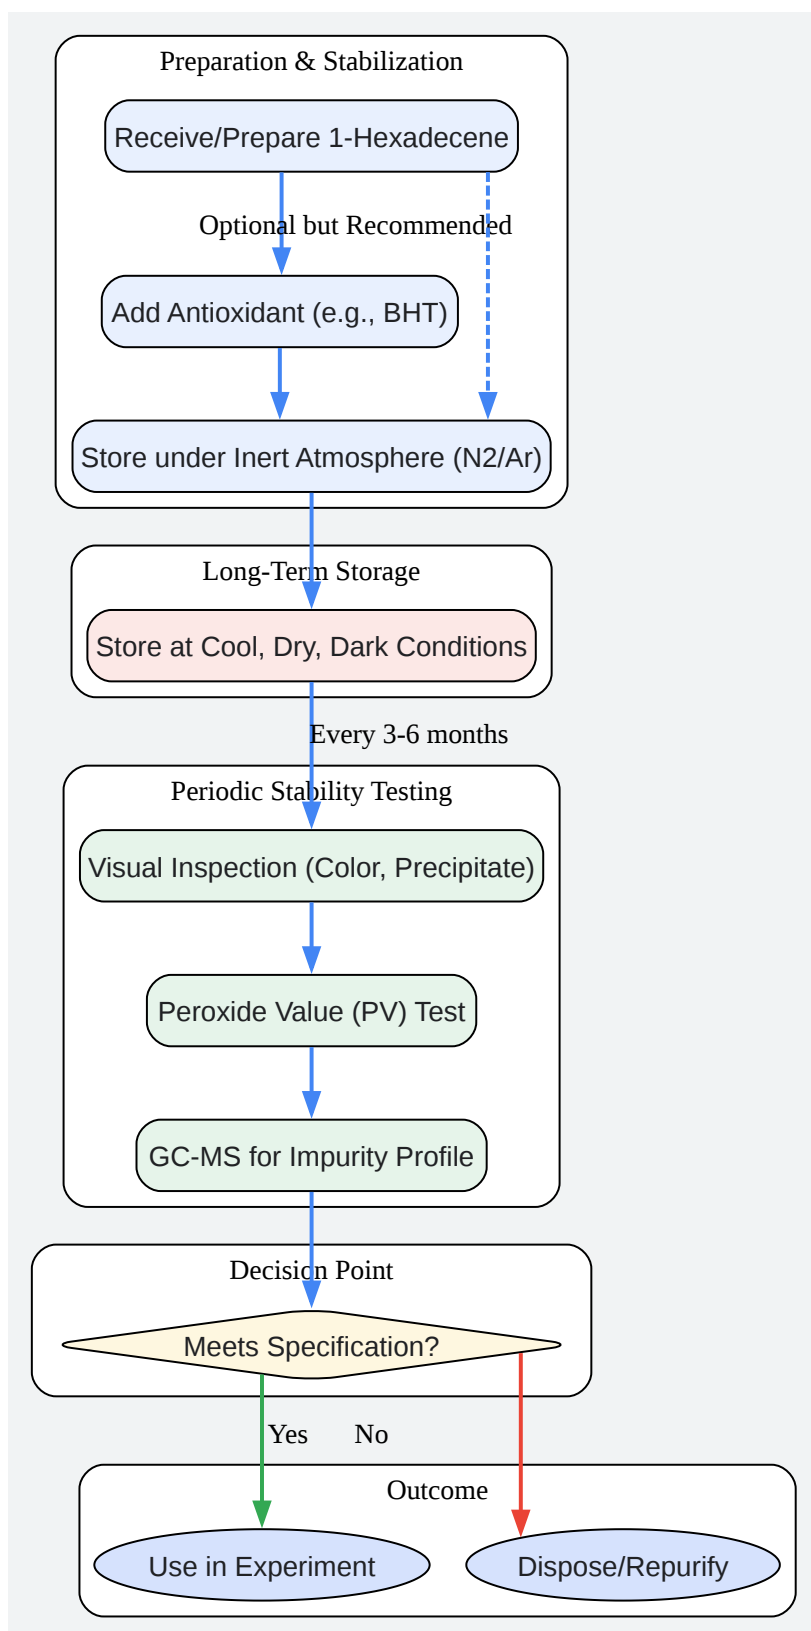 Preparation & Stabilization
Receive/Prepare 1-Hexadecene
Optional but Recommended
Add Antioxidant (e.g., BHT)
Store under Inert Atmosphere (N2/Ar)
Long-Term Storage
Store at Cool, Dry, Dark Conditions
Every 3-6 months
Periodic Stability Testing
Visual Inspection (Color, Precipitate)
Peroxide Value (PV) Test
GC-MS for Impurity Profile
Decision Point
Meets Specification?
Yes No
Outcome
Use in Experiment
Dispose/Repurify